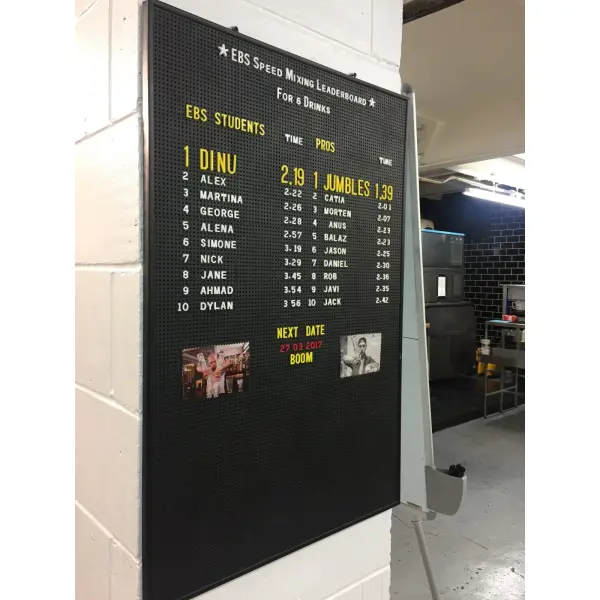 ★ EBS SPEED MIXING LEADERBOARD ★
FOR 6 DRINKS
EBS STUDENTS TIME PROS TIME
1 DINU 2.19 1 JUMBLES 1.39
2 ALEX 2.22 2 CATIA 2.01
3 MARTINA 2.26 3 MORTEN 2.07
4 GEORGE 2.28 4 ANUS 2.23
5 ALENA 2.57 5 BALAZ 2.23
6 SIMONE 3.19 6 JASON 2.25
7 NICK 3.29 7 DANIEL 2.30
8 JANE 3.45 8 ROB 2.36
9 AHMAD 3.54 9 JAVI 2.35
10 DYLAN 3 56 10 JACK 2.42
NEXT DATE
27 03 2017
BOOM